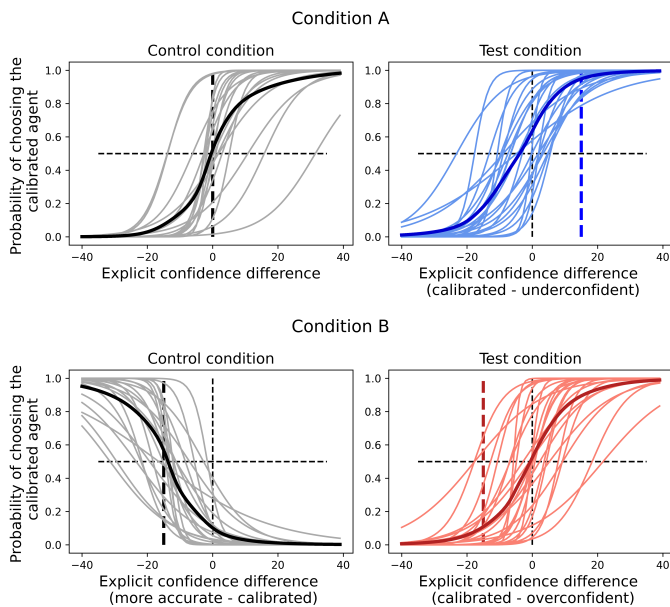 Condition A
Control condition
Test condition
Probability of choosing the
calibrated agent
1.0
0.8
0.6
0.4
0.2
0.0
−40
−20
0
20
40
Explicit confidence difference
1.0
0.8
0.6
0.4
0.2
0.0
−40
−20
0
20
40
Explicit confidence difference
(calibrated - underconfident)
Condition B
Control condition
Test condition
Probability of choosing the
calibrated agent
1.0
0.8
0.6
0.4
0.2
0.0
−40
−20
0
20
40
Explicit confidence difference
(more accurate - calibrated)
1.0
0.8
0.6
0.4
0.2
0.0
−40
−20
0
20
40
Explicit confidence difference
(calibrated - overconfident)